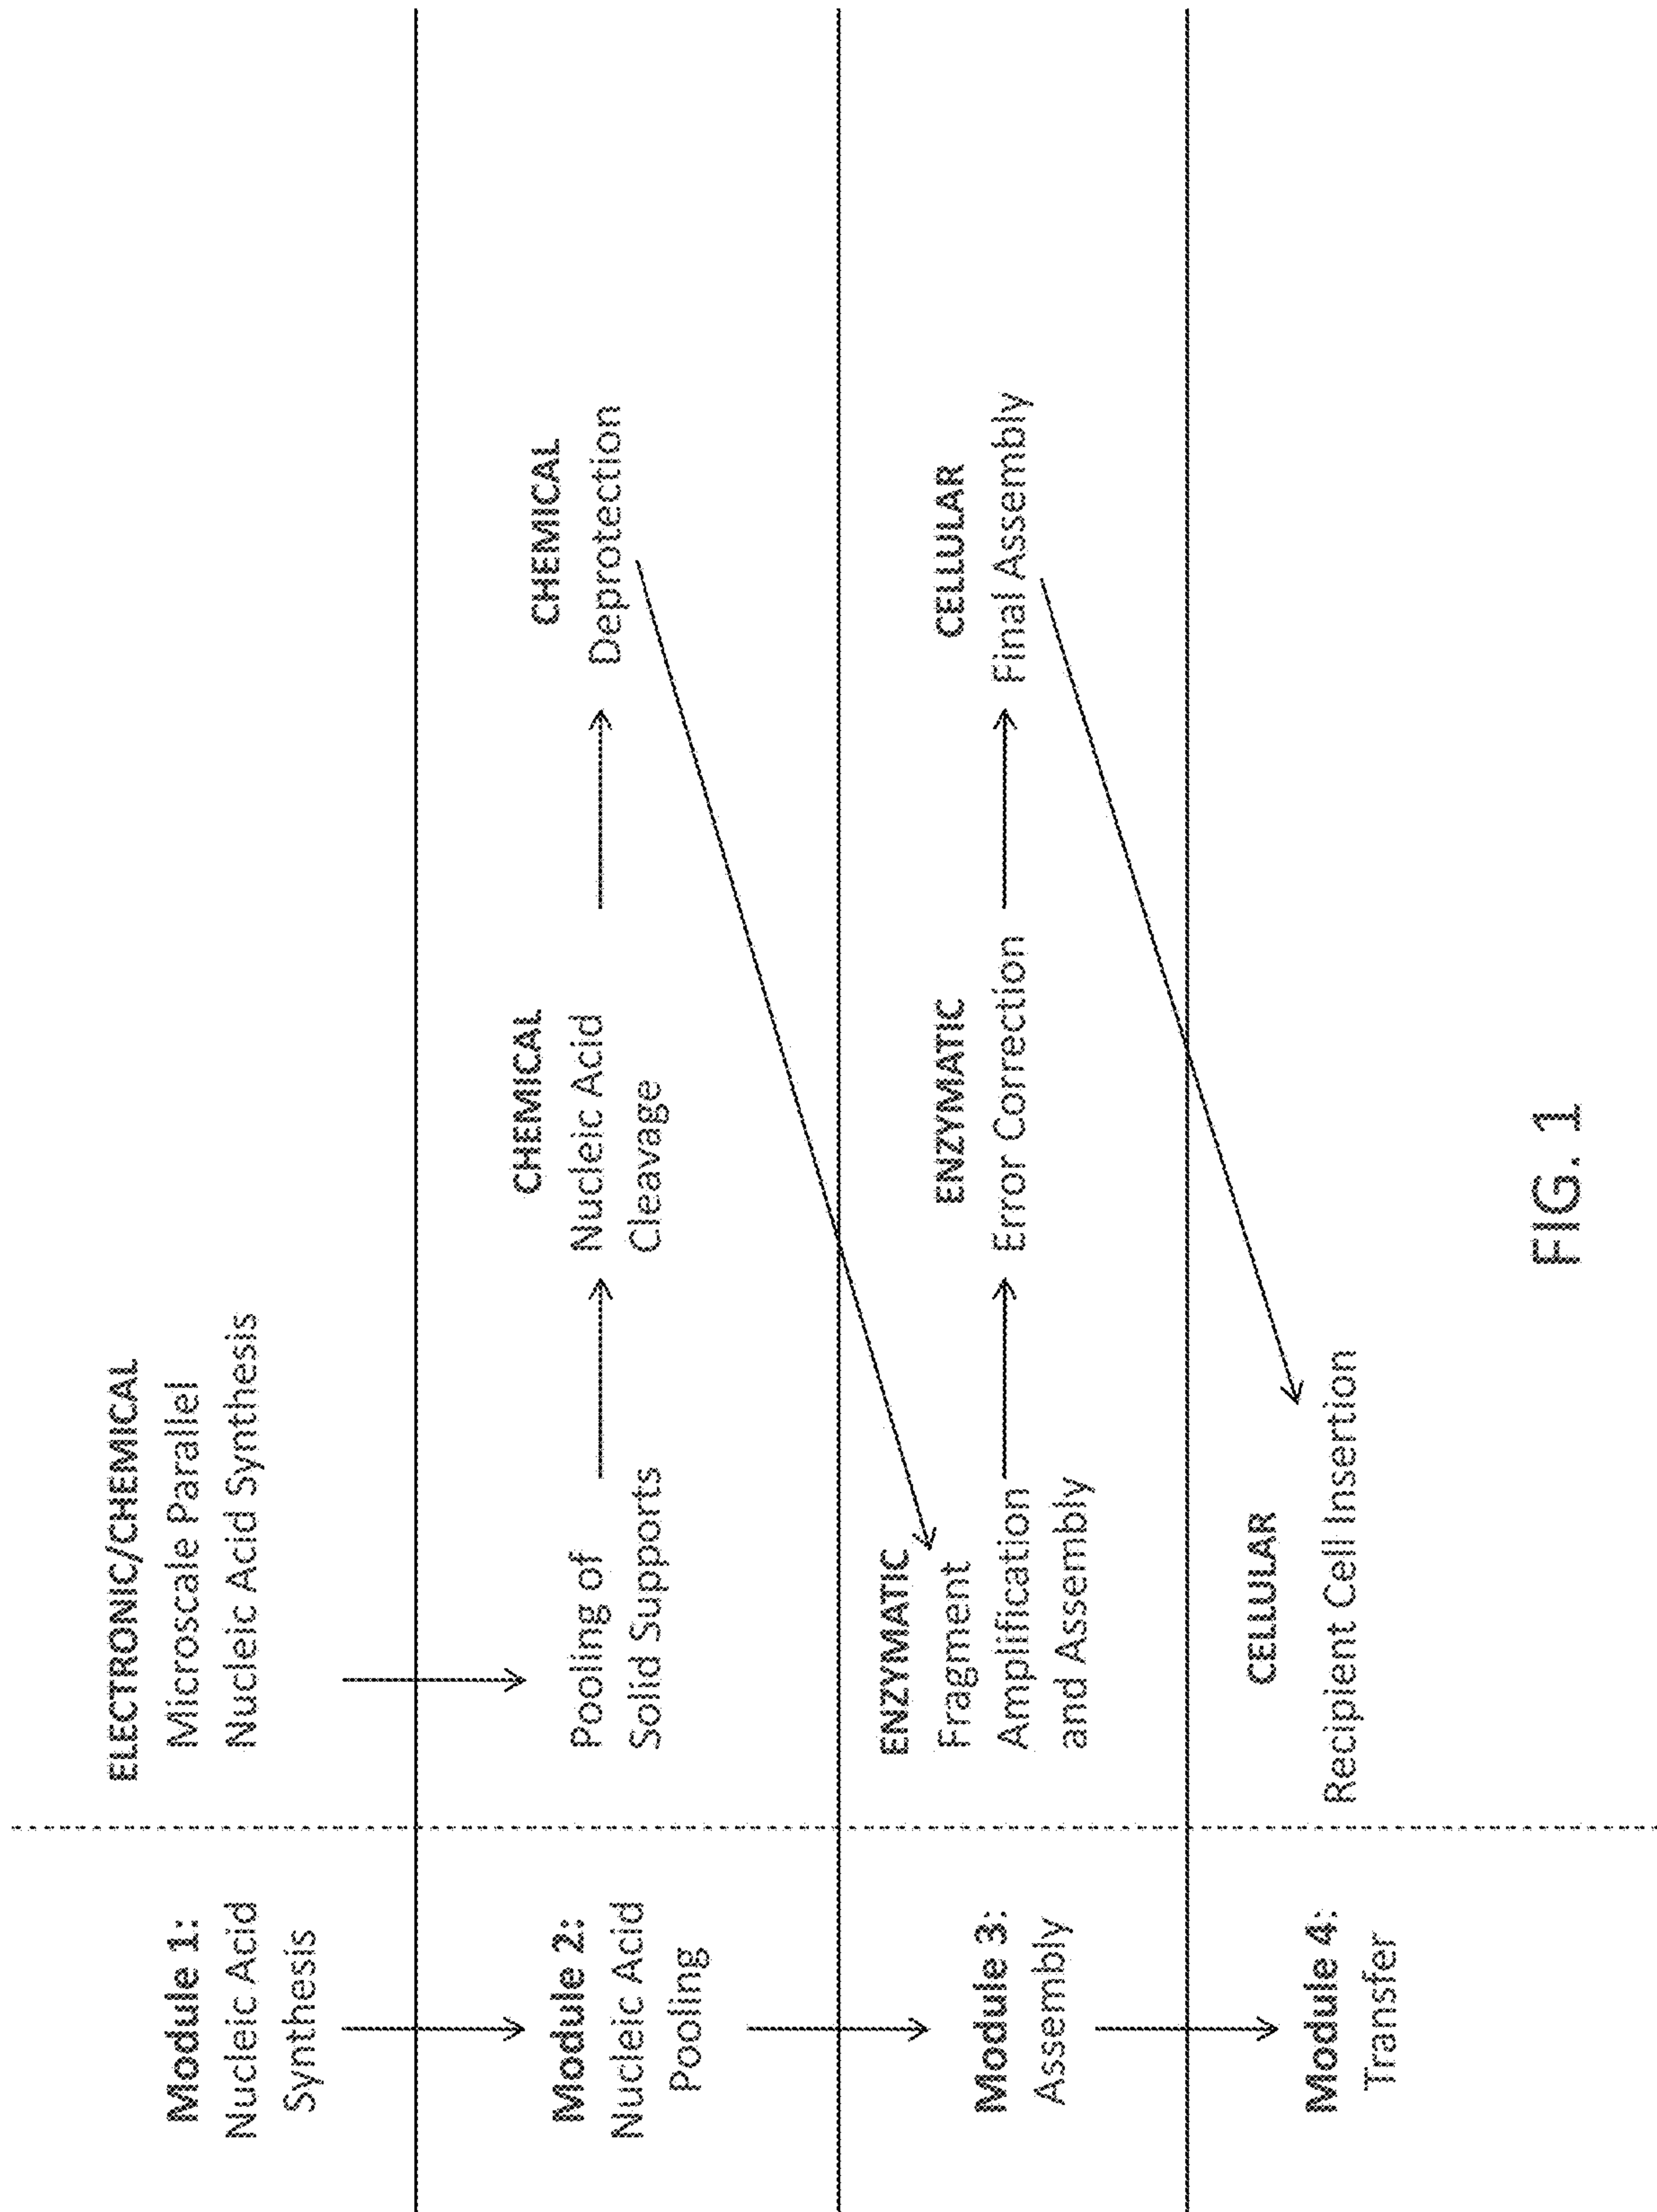 Module 1:
Nucleic Acid
Synthesis
ELECTRONIC/CHEMICAL
Microscale Parallel
Nucleic Acid Synthesis
Module 2:
Nucleic Acid
Pooling
Pooling of
Solid Supports
CHEMICAL
Nucleic Acid
Cleavage
CHEMICAL
Deprotection
Module 3:
Assembly
ENZYMATIC
Fragment
Amplification
and Assembly
ENZYMATIC
Error Correction
CELLULAR
Final Assembly
Module 4:
Transfer
CELLULAR
Recipient Cell Insertion
FIG. 1